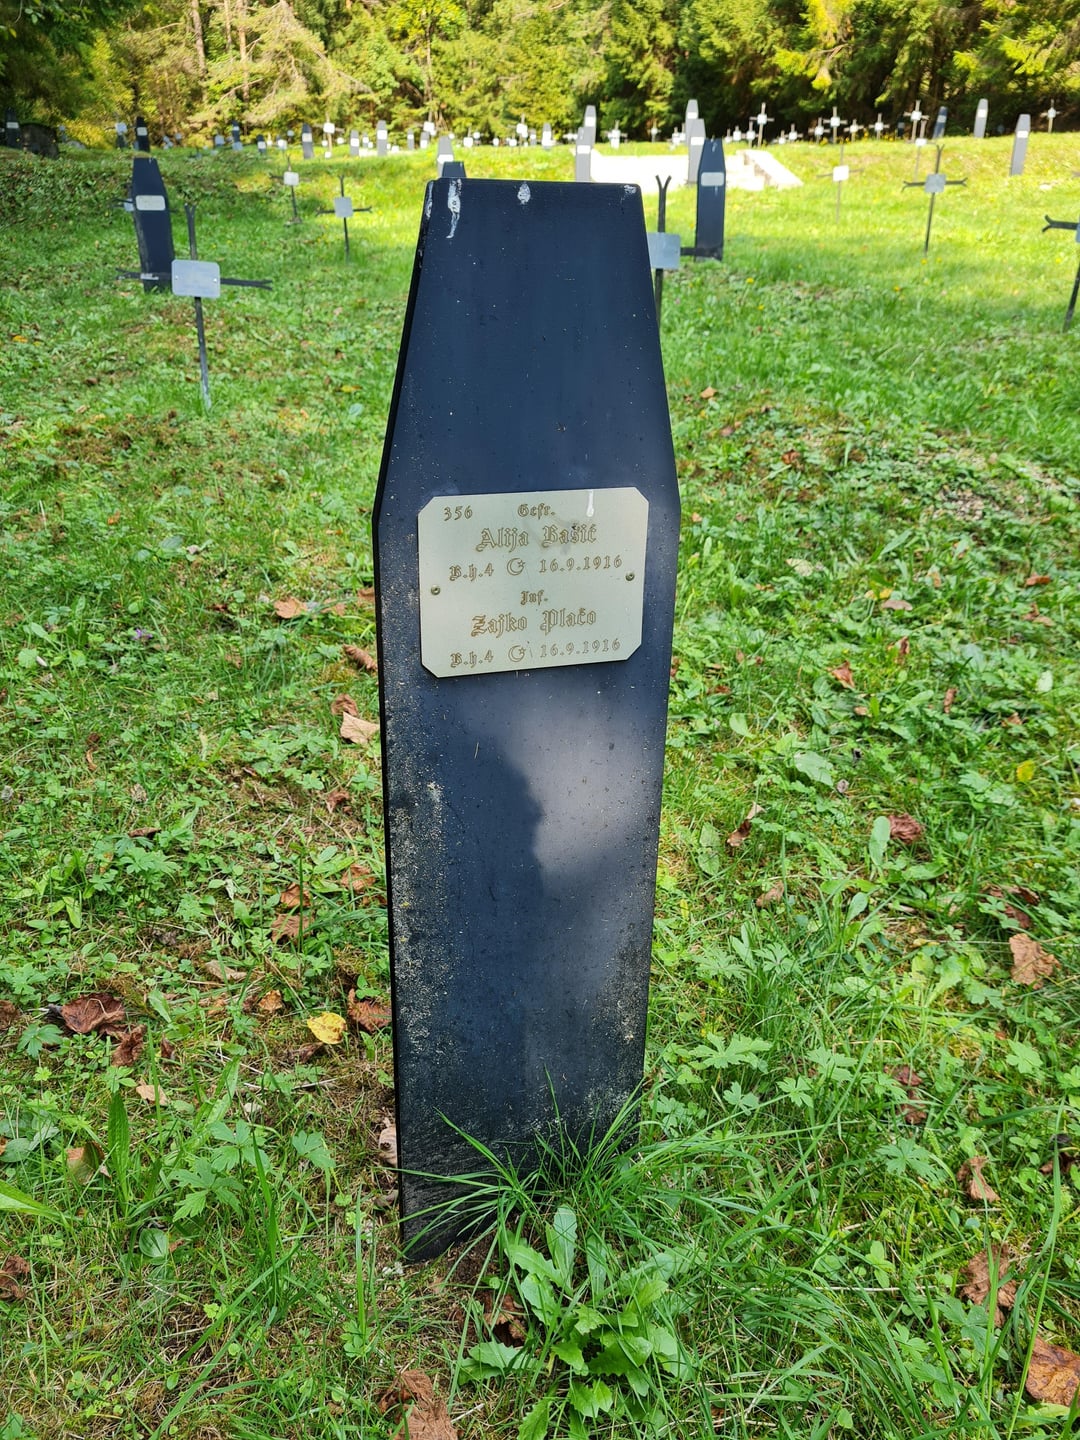 356 Gefr.
Alija Bašić
B.h.4 ☪ 16.9.1916
Inf.
Zajko Plačo
B.h.4 ☪ 16.9.1916